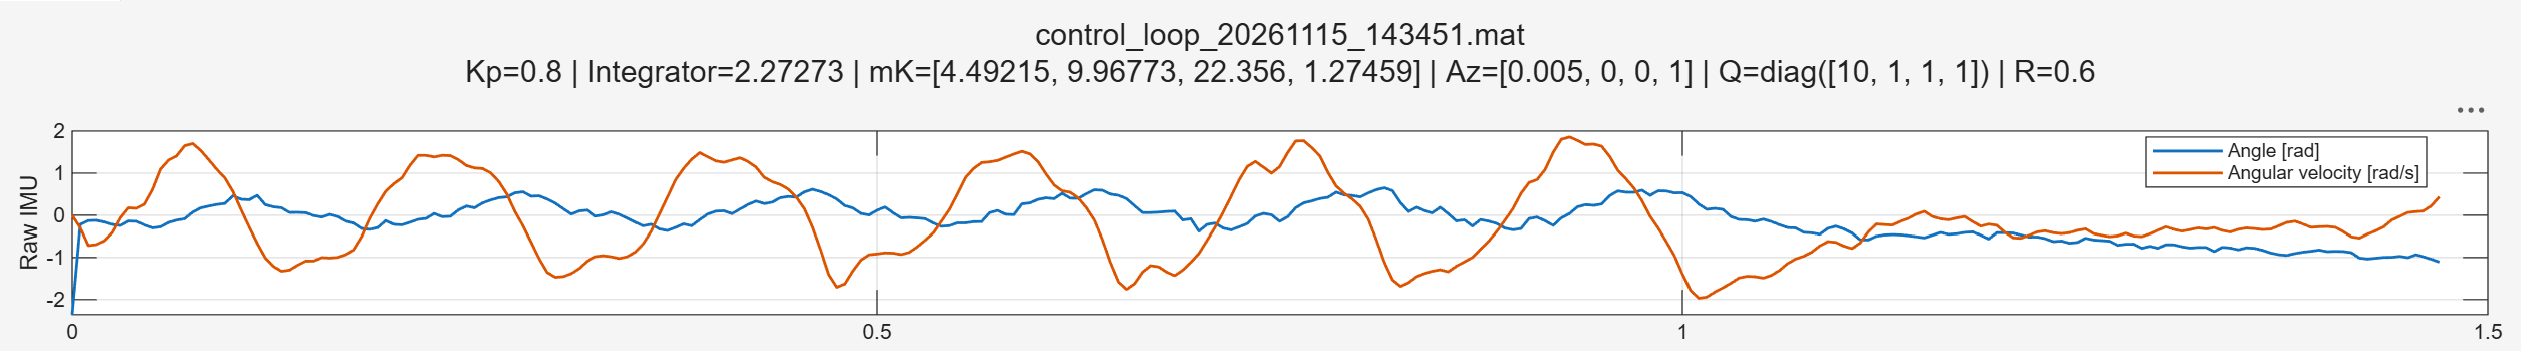 control_loop_20261115_143451.mat
Kp=0.8 | Integrator=2.27273 | mK=[4.49215, 9.96773, 22.356, 1.27459] | Az=[0.005, 0, 0, 1] | Q=diag([10, 1, 1, 1]) | R=0.6
Raw IMU
2
1
0
-1
-2
Angle [rad]
Angular velocity [rad/s]
0
0.5
1
1.5